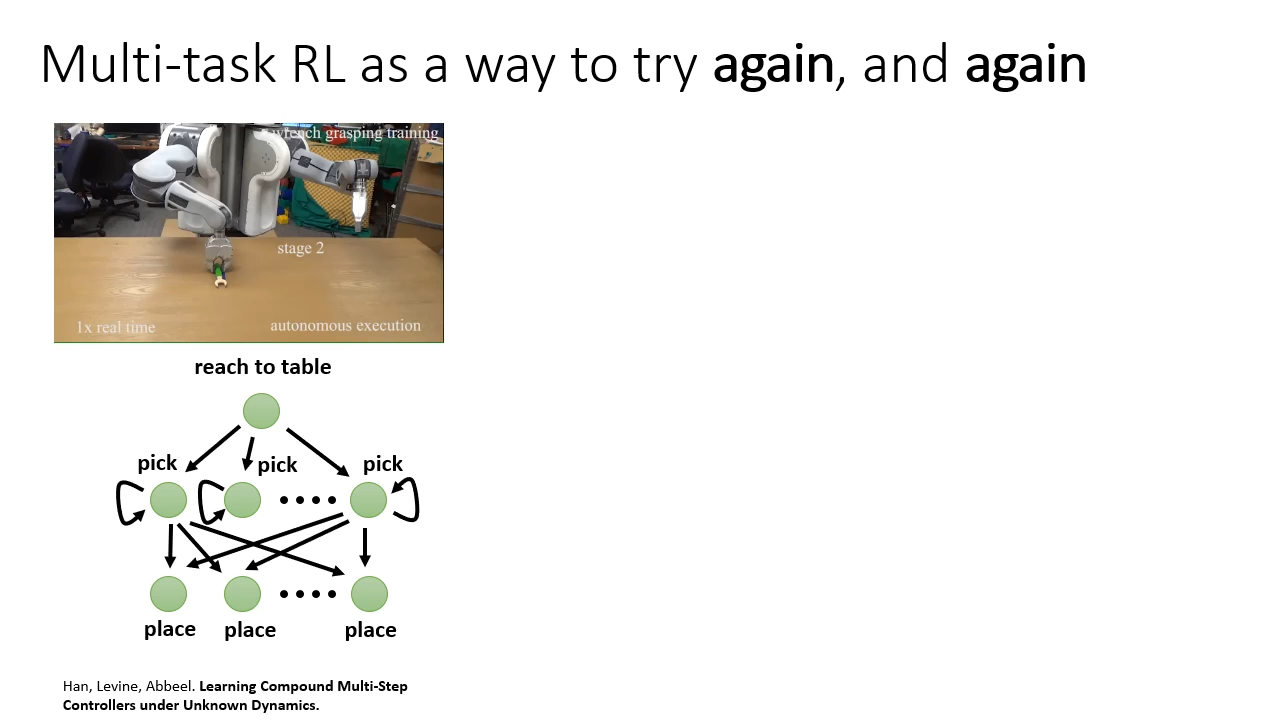 Multi-task RL as a way to try again, and again
wrench grasping training
stage 2
1x real time
autonomous execution
reach to table
pick
pick
pick
place
place
place
Han, Levine, Abbeel. Learning Compound Multi-Step
Controllers under Unknown Dynamics.